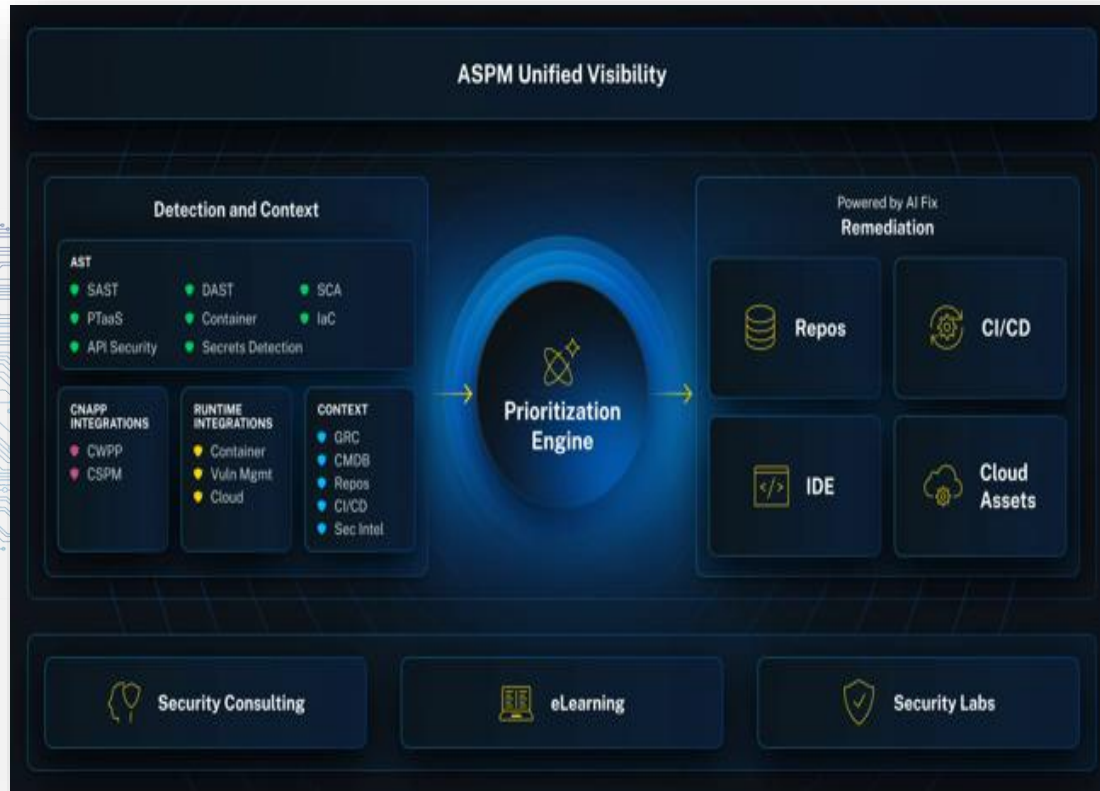 ASPM Unified Visibility
Detection and Context
AST
SAST
DAST
SCA
PTaaS
Container
IaC
API Security
Secrets Detection
CNAPP
INTEGRATIONS
CWPP
CSPM
RUNTIME
INTEGRATIONS
Container
Vuln Mgmt
Cloud
CONTEXT
GRC
CMDB
Repos
CI/CD
Sec Intel
Prioritization
Engine
Powered by AI Fix
Remediation
Repos
CI/CD
IDE
Cloud
Assets
Security Consulting
eLearning
Security Labs